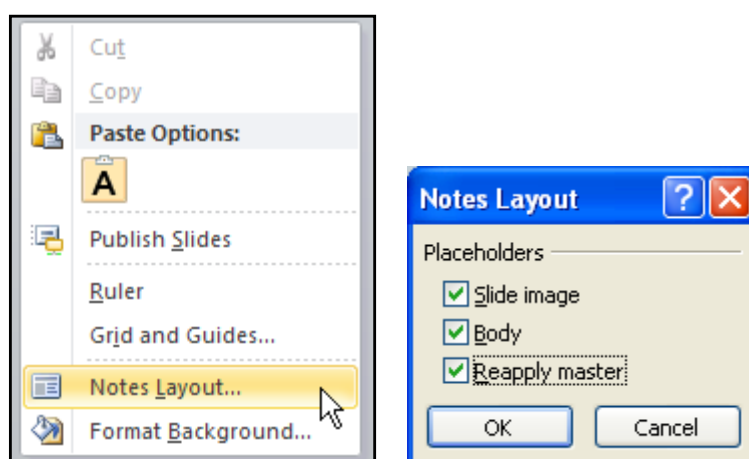 Cut
Copy
Paste Options:
A
Publish Slides
Ruler
Grid and Guides...
Notes Layout...
Format Background...
Notes Layout
?
Placeholders
Slide image
Body
Reapply master
OK Cancel